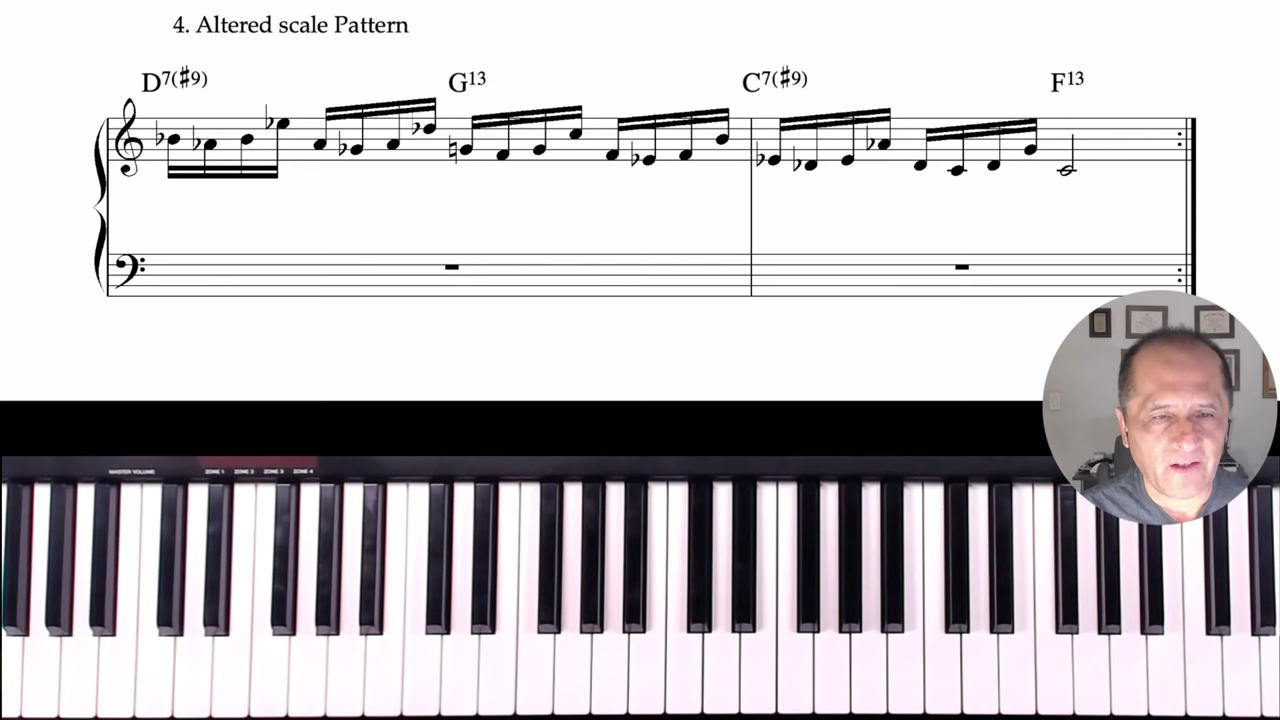 4. Altered scale Pattern
D7(♯9) G13 C7(♯9) F13
MASTER VOLUME ZONE 1 ZONE 2 ZONE 3 ZONE 4